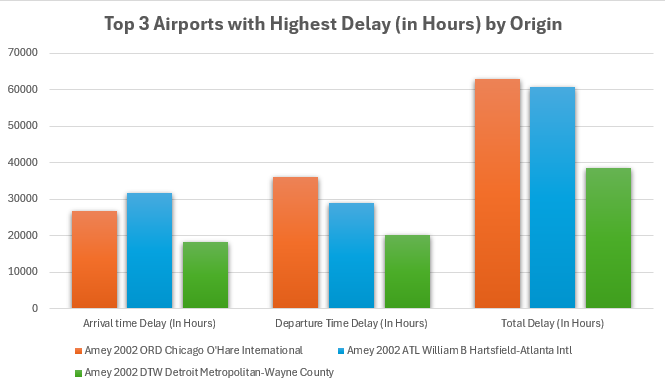 Top 3 Airports with Highest Delay (in Hours) by Origin
70000
60000
50000
40000
30000
20000
10000
0
Arrival time Delay (In Hours) Departure Time Delay (In Hours) Total Delay (In Hours)
Amey 2002 ORD Chicago O'Hare International Amey 2002 ATL William B Hartsfield-Atlanta Intl
Amey 2002 DTW Detroit Metropolitan-Wayne County